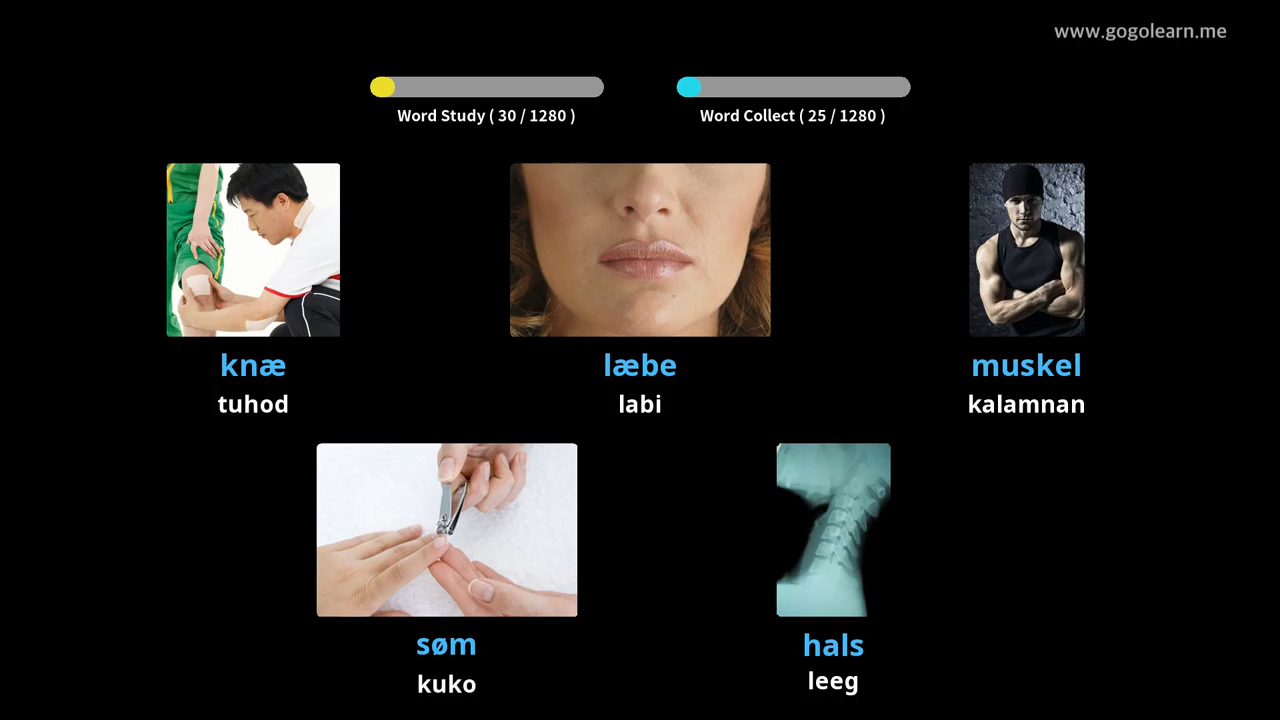 www.gogolearn.me
Word Study ( 30 / 1280 )
Word Collect ( 25 / 1280 )
knæ
tuhod
læbe
labi
muskel
kalamnan
søm
kuko
hals
leeg